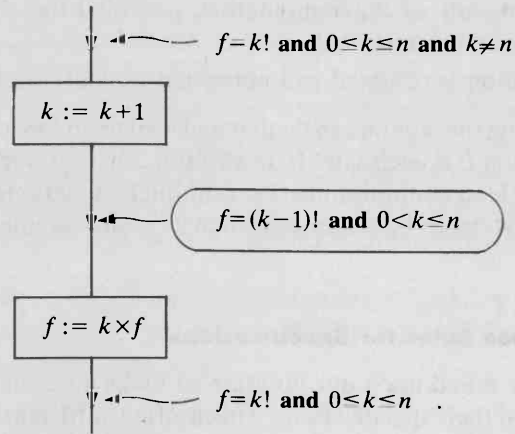 f=k! and 0≤k≤n and k≠n
k := k+1
f=(k−1)! and 0<k≤n
f := k×f
f=k! and 0≤k≤n .